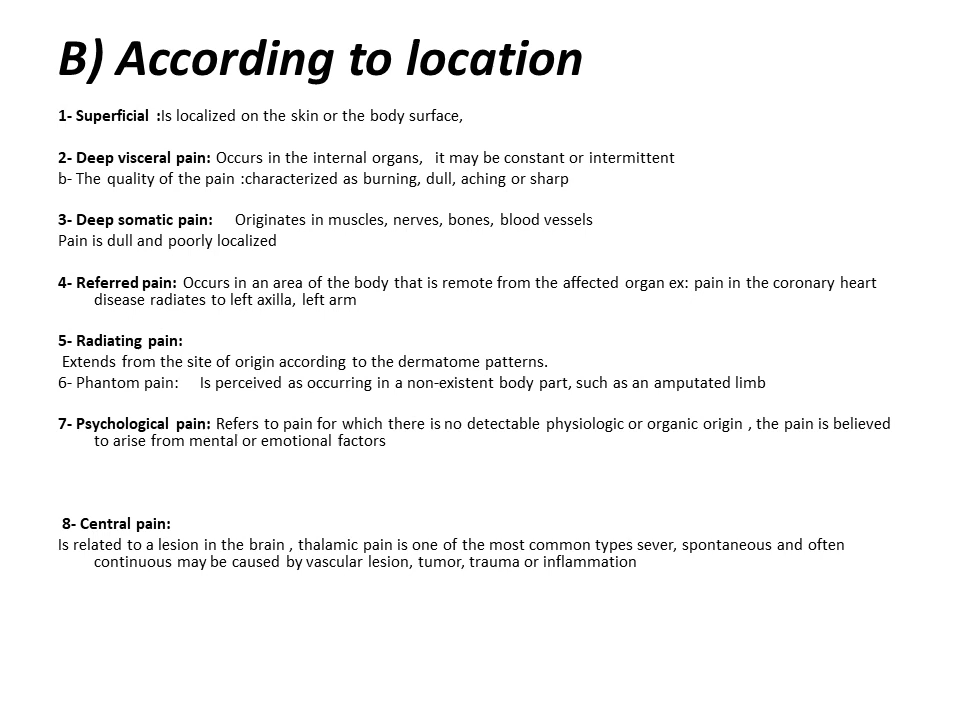 B) According to location
1- Superficial :Is localized on the skin or the body surface,
2- Deep visceral pain: Occurs in the internal organs, it may be constant or intermittent
b- The quality of the pain :characterized as burning, dull, aching or sharp
3- Deep somatic pain: Originates in muscles, nerves, bones, blood vessels
Pain is dull and poorly localized
4- Referred pain: Occurs in an area of the body that is remote from the affected organ ex: pain in the coronary heart
disease radiates to left axilla, left arm
5- Radiating pain:
Extends from the site of origin according to the dermatome patterns.
6- Phantom pain: Is perceived as occurring in a non-existent body part, such as an amputated limb
7- Psychological pain: Refers to pain for which there is no detectable physiologic or organic origin , the pain is believed
to arise from mental or emotional factors
8- Central pain:
Is related to a lesion in the brain , thalamic pain is one of the most common types sever, spontaneous and often
continuous may be caused by vascular lesion, tumor, trauma or inflammation